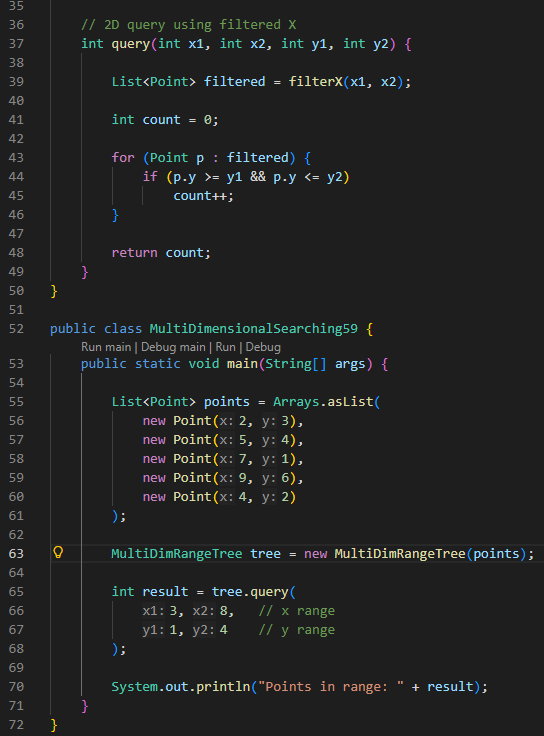 35
36 // 2D query using filtered X
37 int query(int x1, int x2, int y1, int y2) {
38
39 List<Point> filtered = filterX(x1, x2);
40
41 int count = 0;
42
43 for (Point p : filtered) {
44 if (p.y >= y1 && p.y <= y2)
45 count++;
46 }
47
48 return count;
49 }
50 }
51
52 public class MultiDimensionalSearching59 {
Run main | Debug main | Run | Debug
53 public static void main(String[] args) {
54
55 List<Point> points = Arrays.asList(
56 new Point(x: 2, y: 3),
57 new Point(x: 5, y: 4),
58 new Point(x: 7, y: 1),
59 new Point(x: 9, y: 6),
60 new Point(x: 4, y: 2)
61 );
62
63 MultiDimRangeTree tree = new MultiDimRangeTree(points);
64
65 int result = tree.query(
66 x1: 3, x2: 8, // x range
67 y1: 1, y2: 4 // y range
68 );
69
70 System.out.println("Points in range: " + result);
71 }
72 }